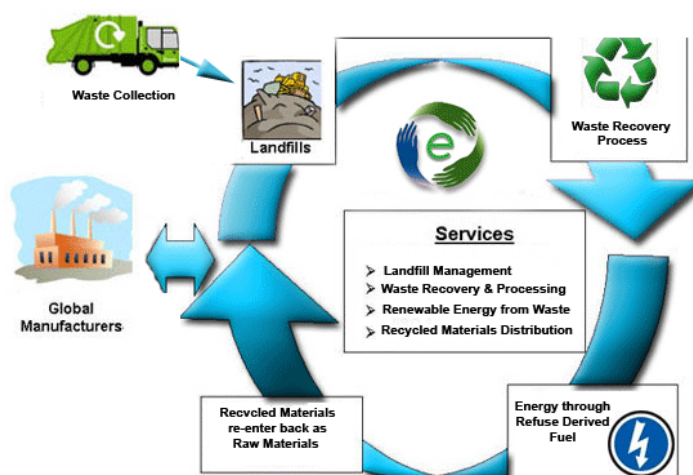 Waste Collection
Landfills
Waste Recovery
Process
e
Services
Landfill Management
Waste Recovery & Processing
Renewable Energy from Waste
Recycled Materials Distribution
Global
Manufacturers
Recycled Materials
re-enter back as
Raw Materials
Energy through
Refuse Derived
Fuel